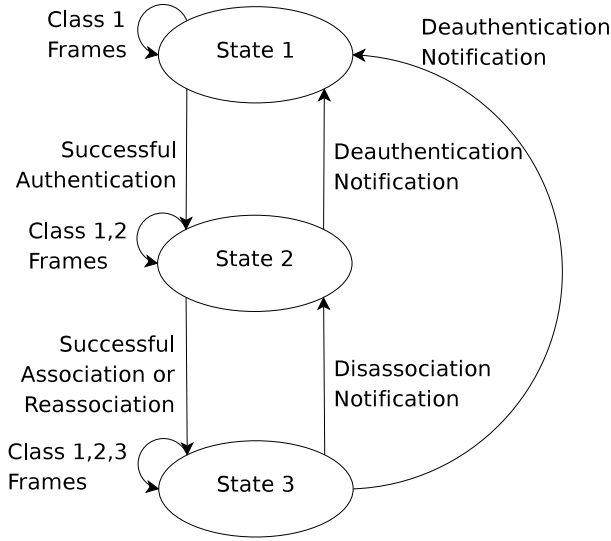 Class 1
Frames
State 1
Deauthentication
Notification
Successful
Authentication
Deauthentication
Notification
Class 1,2
Frames
State 2
Successful
Association or
Reassociation
Disassociation
Notification
Class 1,2,3
Frames
State 3